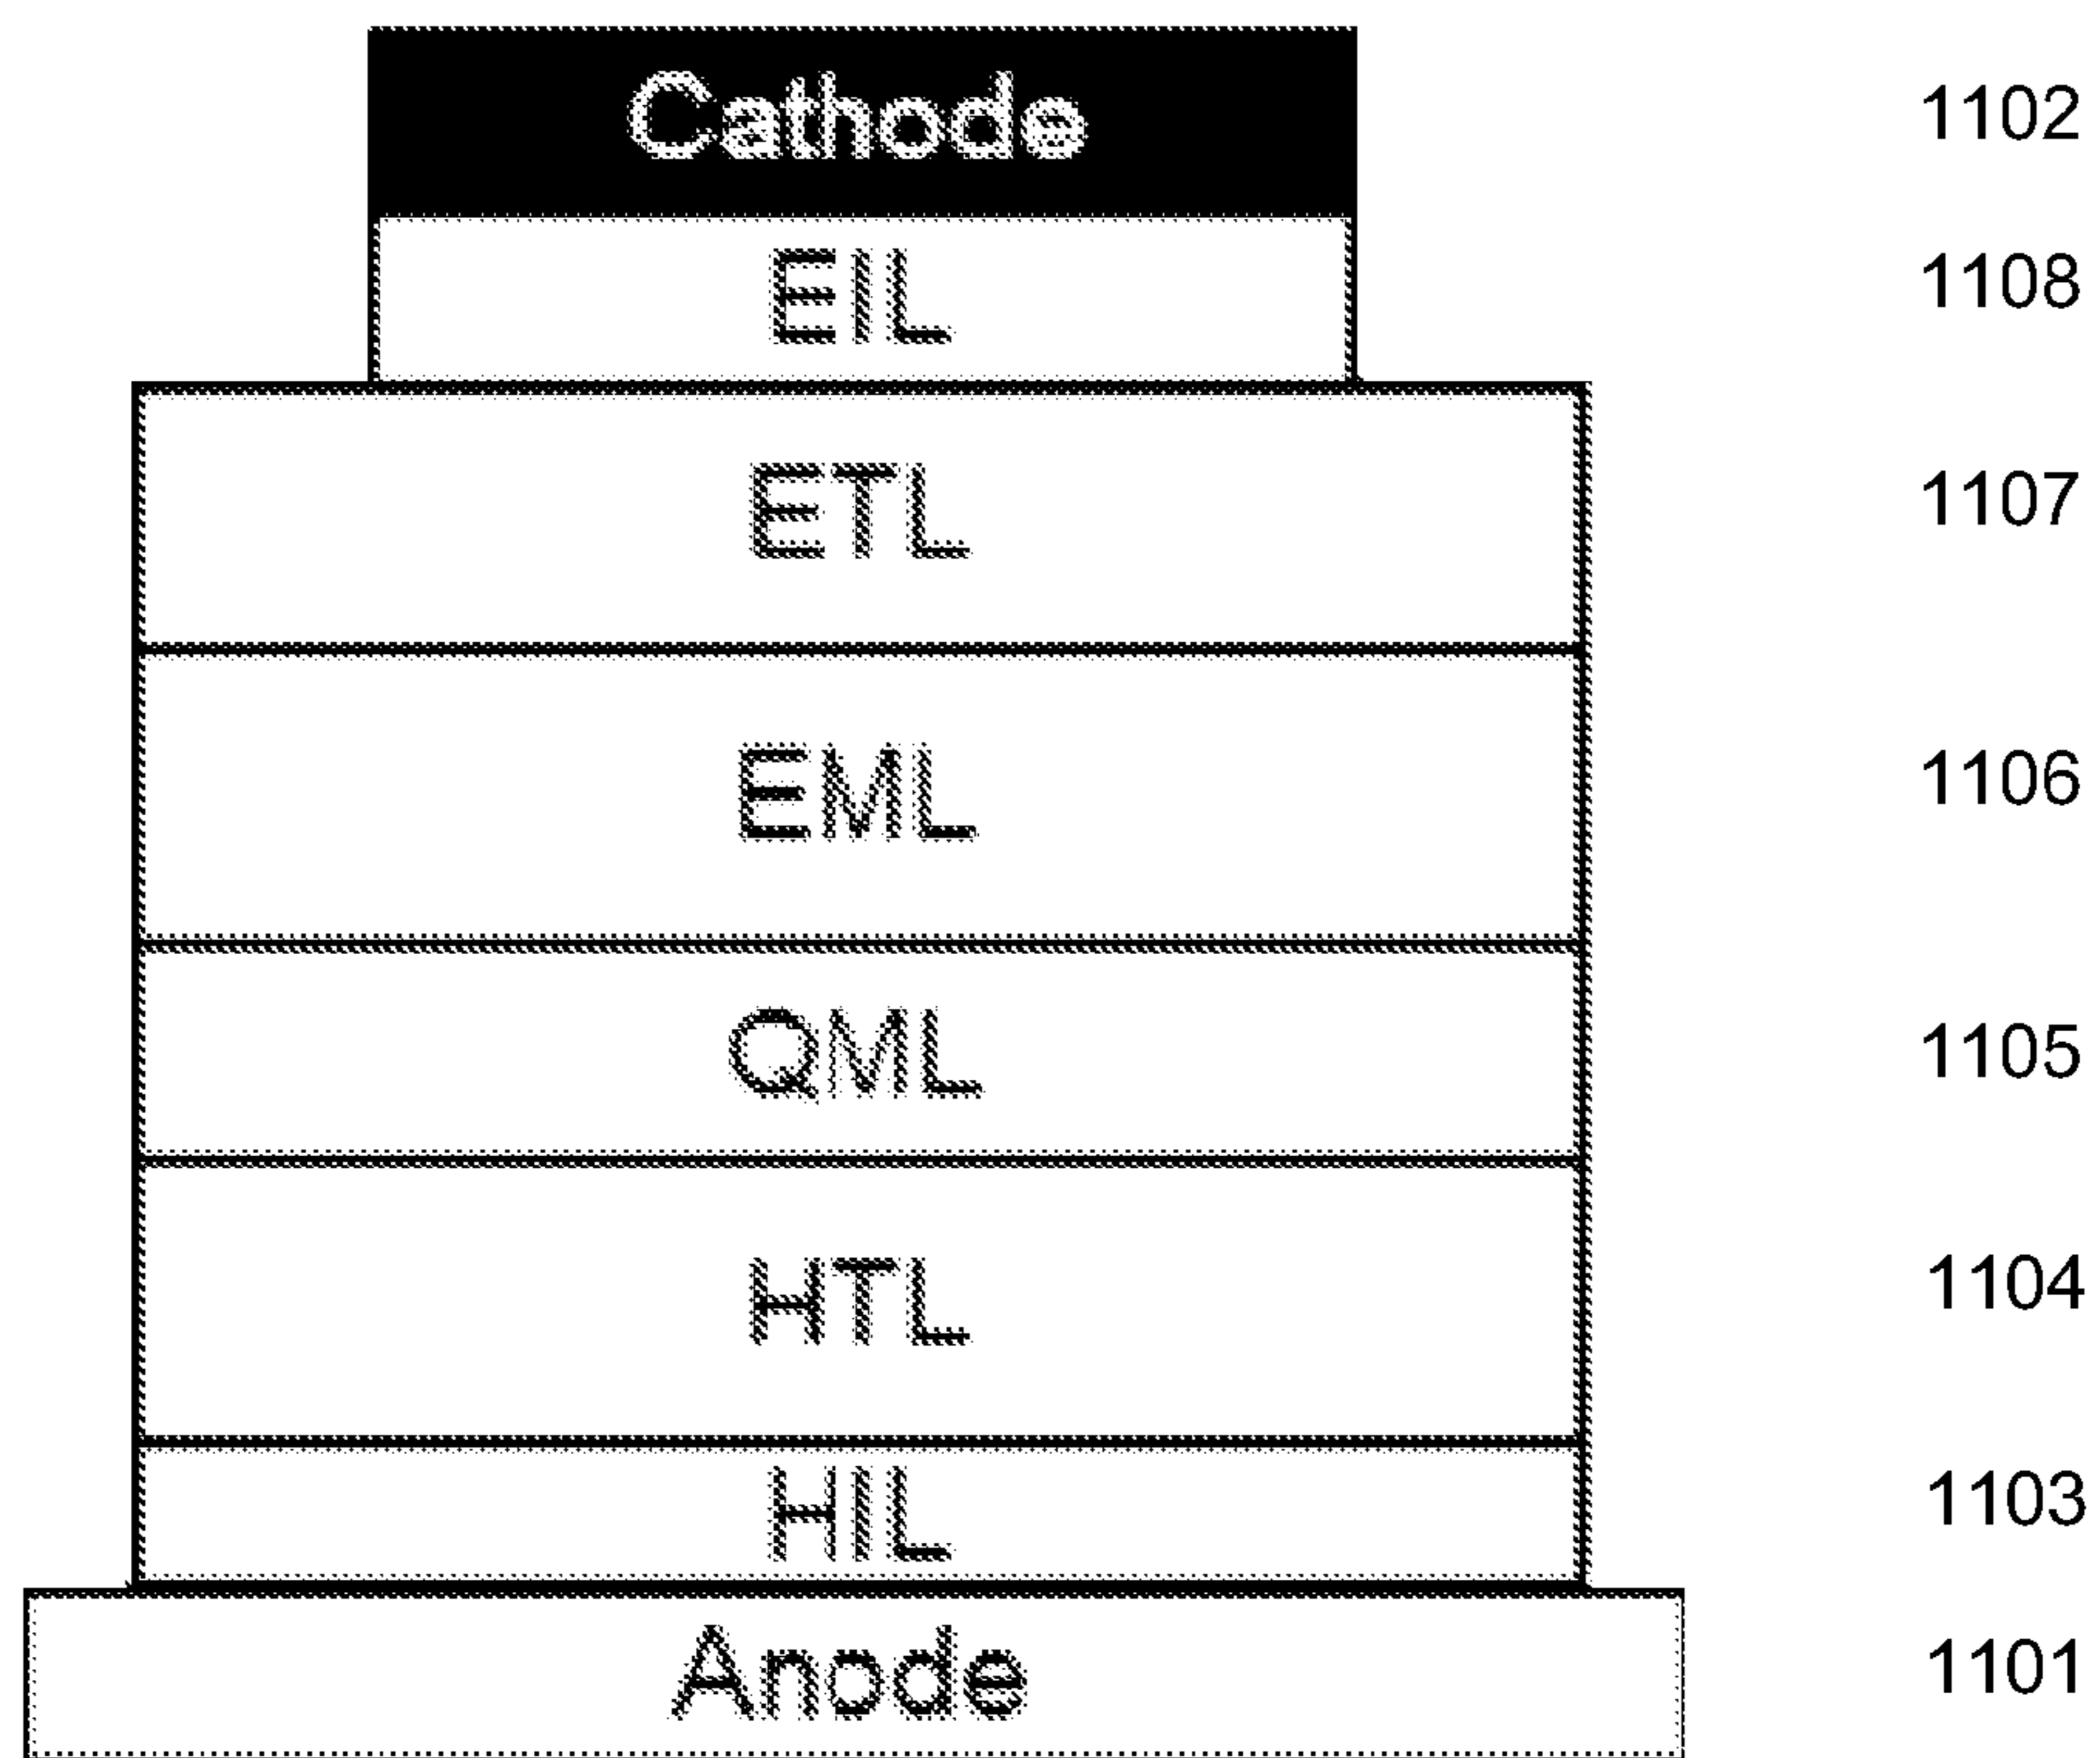 Cathode 1102
EIL 1108
ETL 1107
EML 1106
QML 1105
HTL 1104
HIL 1103
Anode 1101